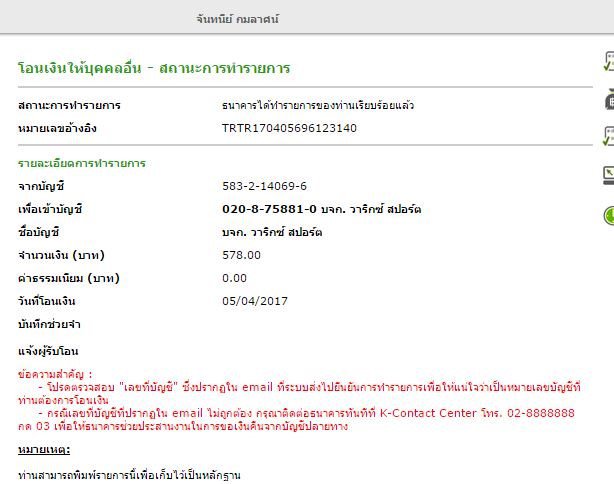 จันทนีย์ กมลาศน์
โอนเงินให้บุคคลอื่น - สถานะการทำรายการ
สถานะการทำรายการ ธนาคารได้ทำรายการของท่านเรียบร้อยแล้ว
หมายเลขอ้างอิง TRTR170405696123140
รายละเอียดการทำรายการ
จากบัญชี 583-2-14069-6
เพื่อเข้าบัญชี 020-8-75881-0 บจก. วาริกซ์ สปอร์ต
ชื่อบัญชี บจก. วาริกซ์ สปอร์ต
จำนวนเงิน (บาท) 578.00
ค่าธรรมเนียม (บาท) 0.00
วันที่โอนเงิน 05/04/2017
บันทึกช่วยจำ
แจ้งผู้รับโอน
ข้อความสำคัญ :
- โปรดตรวจสอบ "เลขที่บัญชี" ซึ่งปรากฏใน email ที่ระบบส่งไปยืนยันการทำรายการเพื่อให้แน่ใจว่าเป็นหมายเลขบัญชีที่
ท่านต้องการโอนเงิน
- กรณีเลขที่บัญชีที่ปรากฏใน email ไม่ถูกต้อง กรุณาติดต่อธนาคารทันทีที่ K-Contact Center โทร. 02-8888888
กด 03 เพื่อให้ธนาคารช่วยประสานงานในการขอเงินคืนจากบัญชีปลายทาง
หมายเหตุ:
ท่านสามารถพิมพ์รายการนี้เพื่อเก็บไว้เป็นหลักฐาน